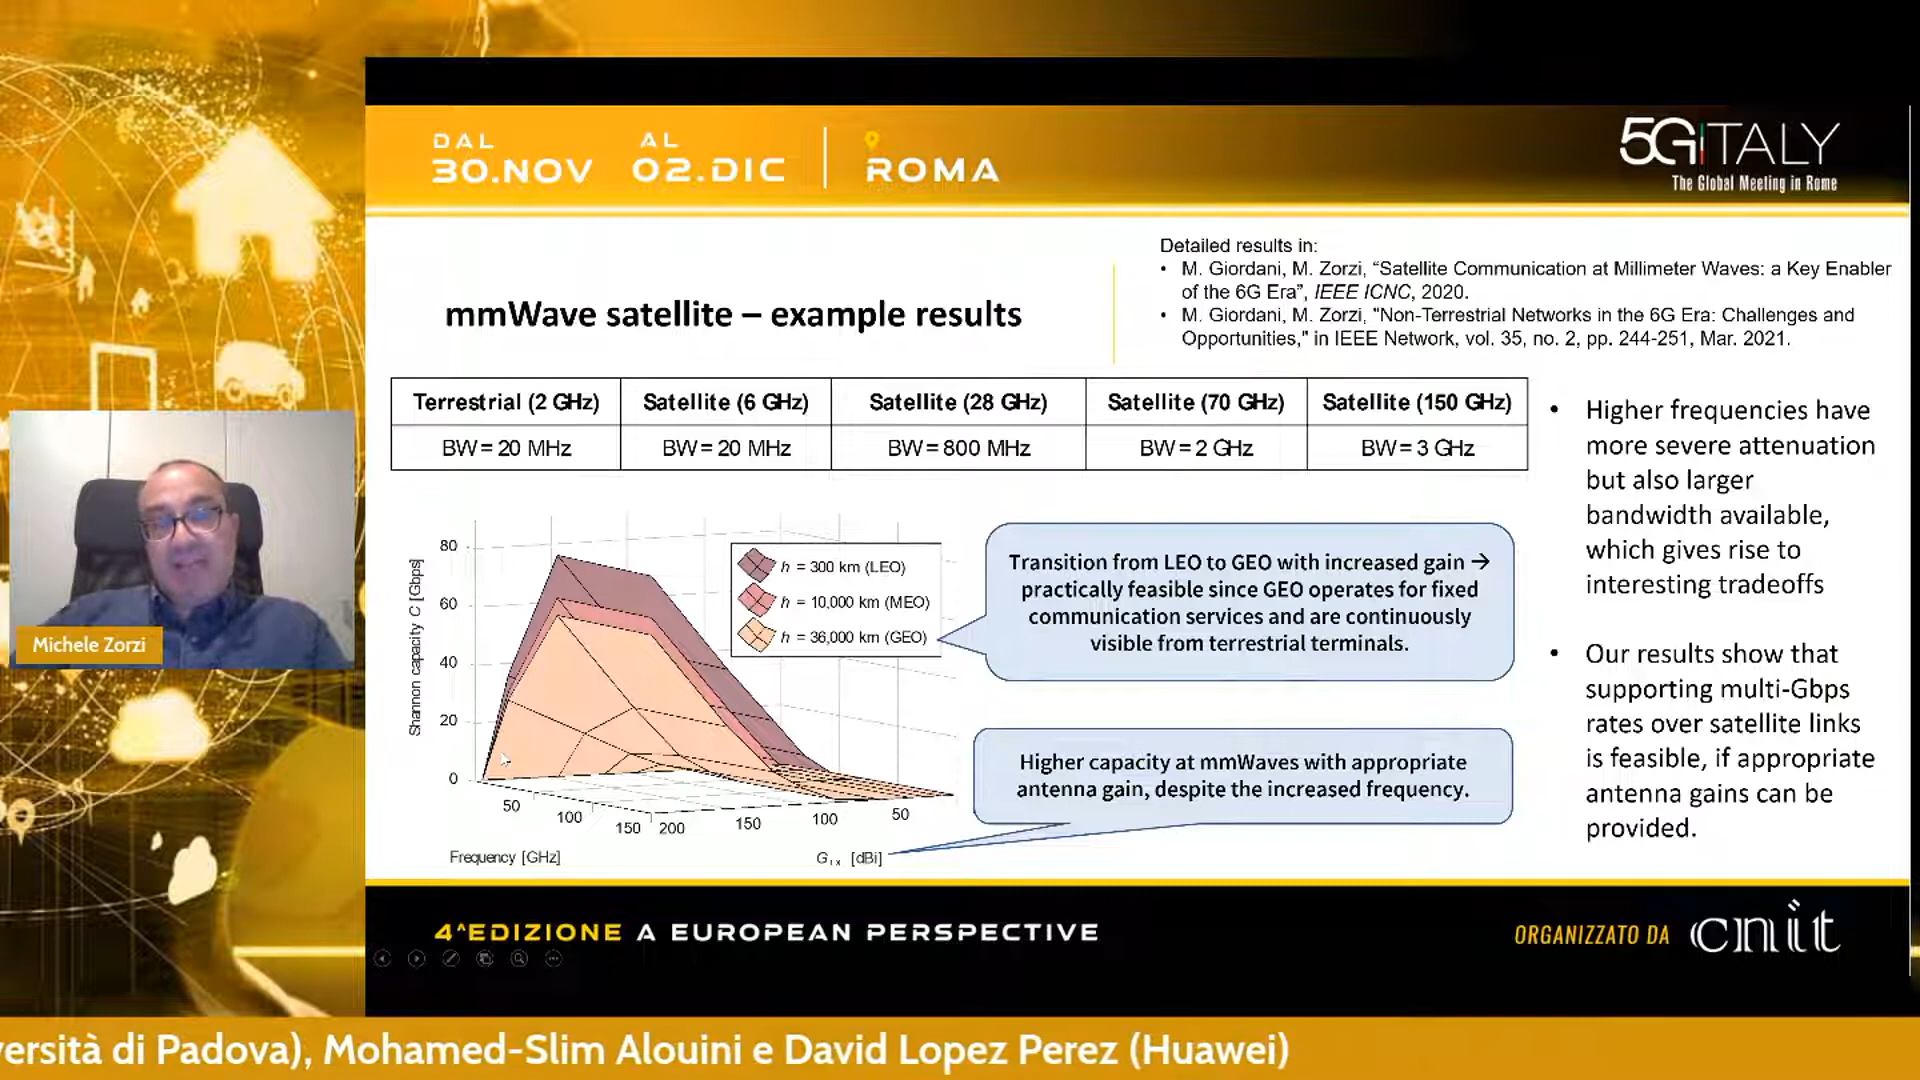 DAL AL
30.NOV 02.DIC ROMA
5GITALY
The Global Meeting in Rome
mmWave satellite – example results
Detailed results in:
• M. Giordani, M. Zorzi, “Satellite Communication at Millimeter Waves: a Key Enabler
of the 6G Era”, IEEE ICNC, 2020.
• M. Giordani, M. Zorzi, "Non-Terrestrial Networks in the 6G Era: Challenges and
Opportunities," in IEEE Network, vol. 35, no. 2, pp. 244-251, Mar. 2021.
Terrestrial (2 GHz) Satellite (6 GHz) Satellite (28 GHz) Satellite (70 GHz) Satellite (150 GHz)
BW = 20 MHz BW = 20 MHz BW = 800 MHz BW = 2 GHz BW = 3 GHz
Shannon capacity C [Gbps]
80
60
40
20
0
50
100
150
200
150
100
50
Frequency [GHz]
GTx [dBi]
h = 300 km (LEO)
h = 10,000 km (MEO)
h = 36,000 km (GEO)
Transition from LEO to GEO with increased gain →
practically feasible since GEO operates for fixed
communication services and are continuously
visible from terrestrial terminals.
Higher capacity at mmWaves with appropriate
antenna gain, despite the increased frequency.
• Higher frequencies have
more severe attenuation
but also larger
bandwidth available,
which gives rise to
interesting tradeoffs
• Our results show that
supporting multi-Gbps
rates over satellite links
is feasible, if appropriate
antenna gains can be
provided.
Michele Zorzi
4^EDIZIONE A EUROPEAN PERSPECTIVE
ORGANIZZATO DA cnit
versità di Padova), Mohamed-Slim Alouini e David Lopez Perez (Huawei)